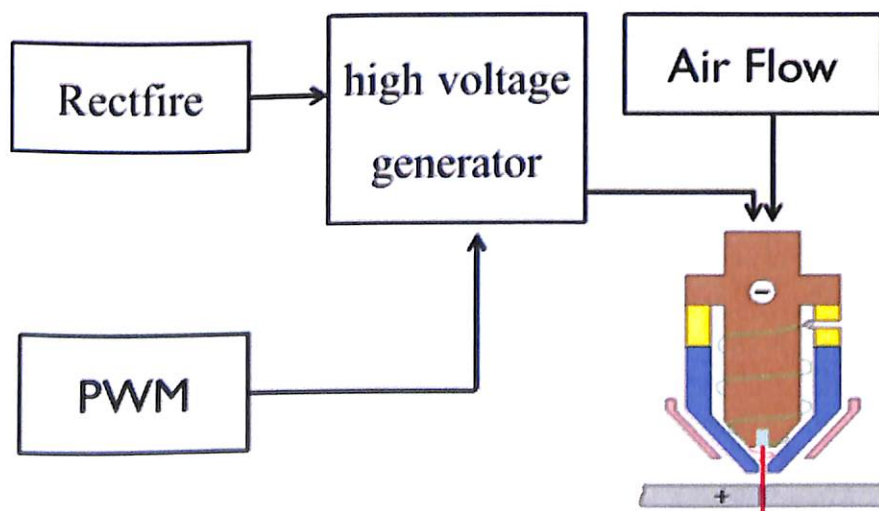 Rectfire
high voltage
generator
Air Flow
PWM
−
+